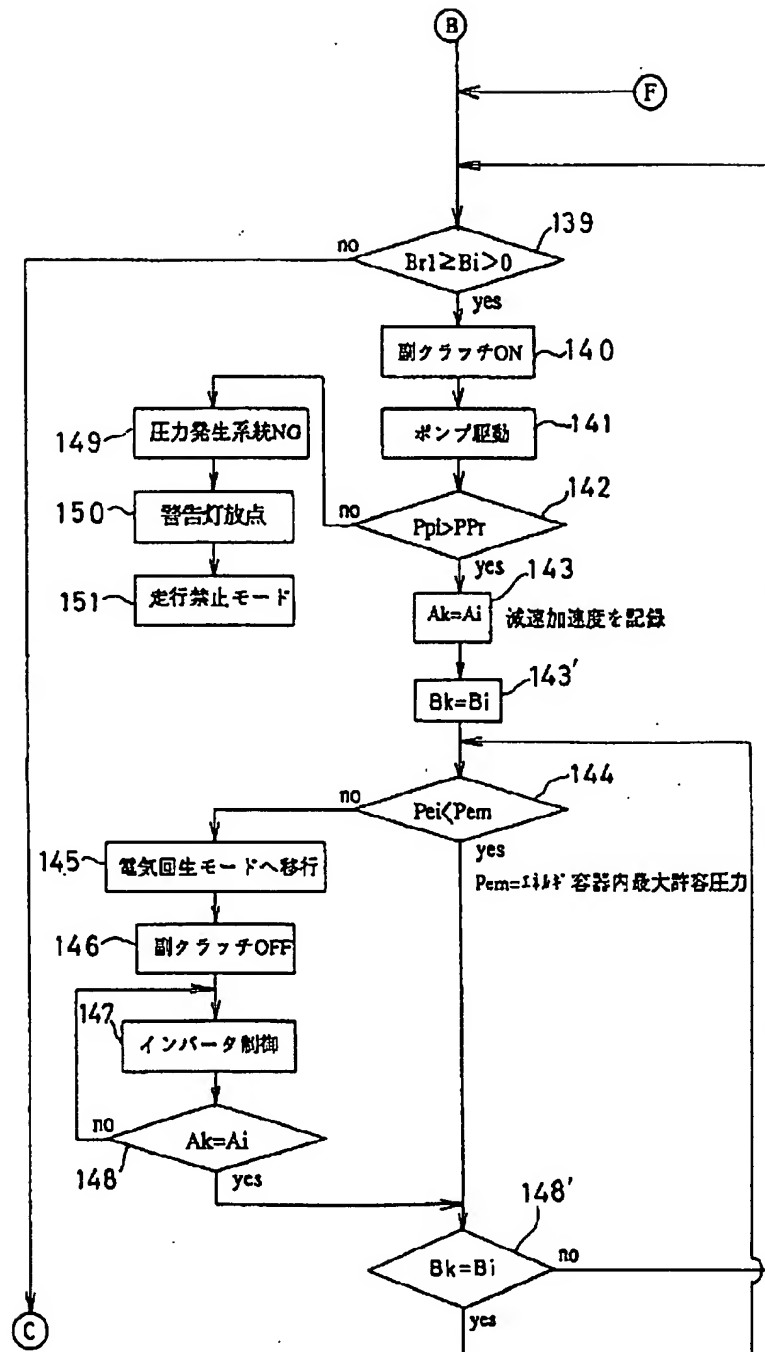 B
F
139
no
Br1≧Bi>0
yes
副クラッチON
140
149
圧力発生系統NG
ポンプ駆動
141
150
警告灯放点
no
Ppi>PPr
142
151
走行禁止モード
yes
143
Ak=Ai
減速加速度を記録
143'
Bk=Bi
144
no
Pei<Pem
145
電気回生モードへ移行
yes
Pem=ｴﾈﾙｷﾞ容器内最大許容圧力
146
副クラッチOFF
147
インバータ制御
no
Ak=Ai
148
yes
148'
Bk=Bi
no
yes
C